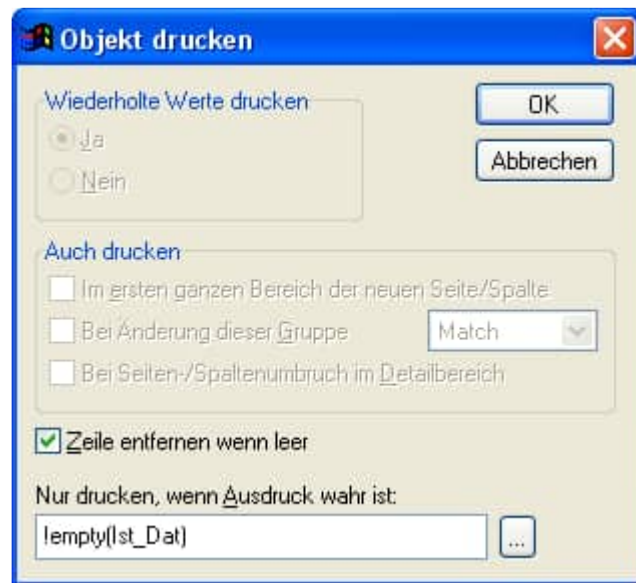 Objekt drucken
Wiederholte Werte drucken
OK
Ja
Abbrechen
Nein
Auch drucken
Im ersten ganzen Bereich der neuen Seite/Spalte
Bei Änderung dieser Gruppe Match
Bei Seiten-/Spaltenumbruch im Detailbereich
Zeile entfernen wenn leer
Nur drucken, wenn Ausdruck wahr ist:
!empty(Ist_Dat)
...